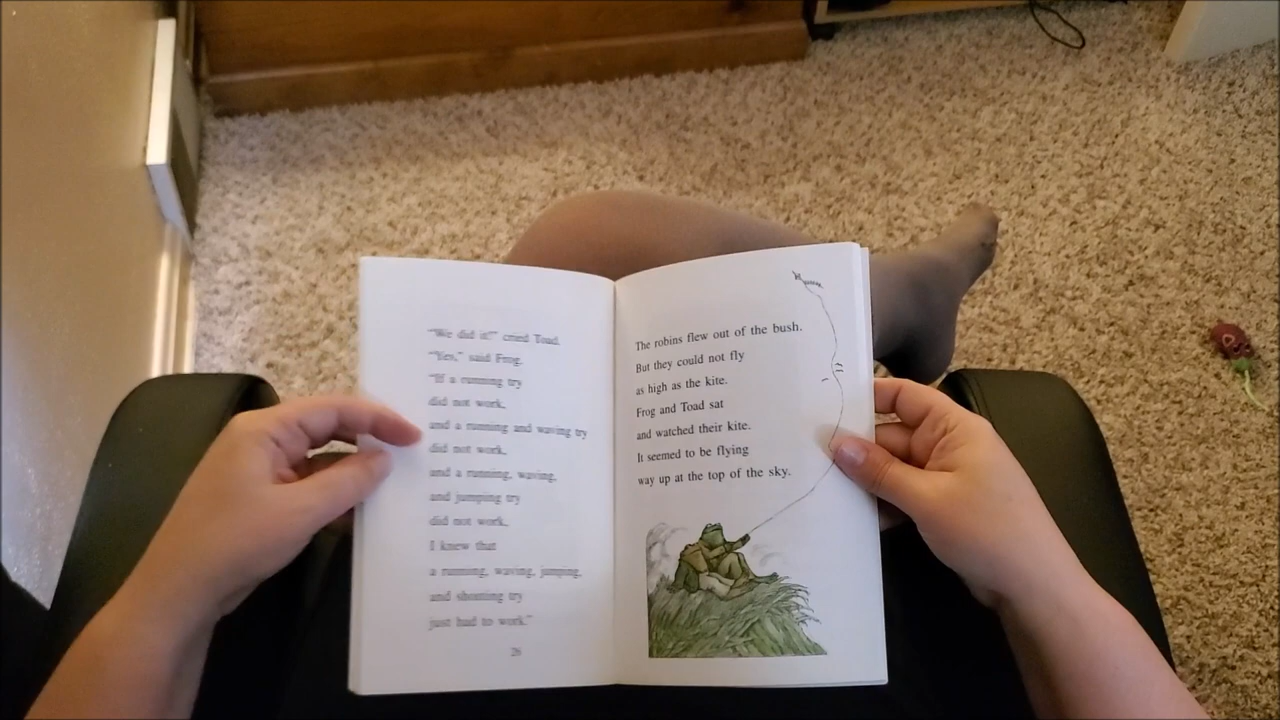 "We did it!" cried Toad.
"Yes," said Frog.
"If a running try
did not work,
and a running and waving try
did not work,
and a running, waving,
and jumping try
did not work,
I knew that
a running, waving, jumping,
and shouting try
just had to work."
26
The robins flew out of the bush.
But they could not fly
as high as the kite.
Frog and Toad sat
and watched their kite.
It seemed to be flying
way up at the top of the sky.